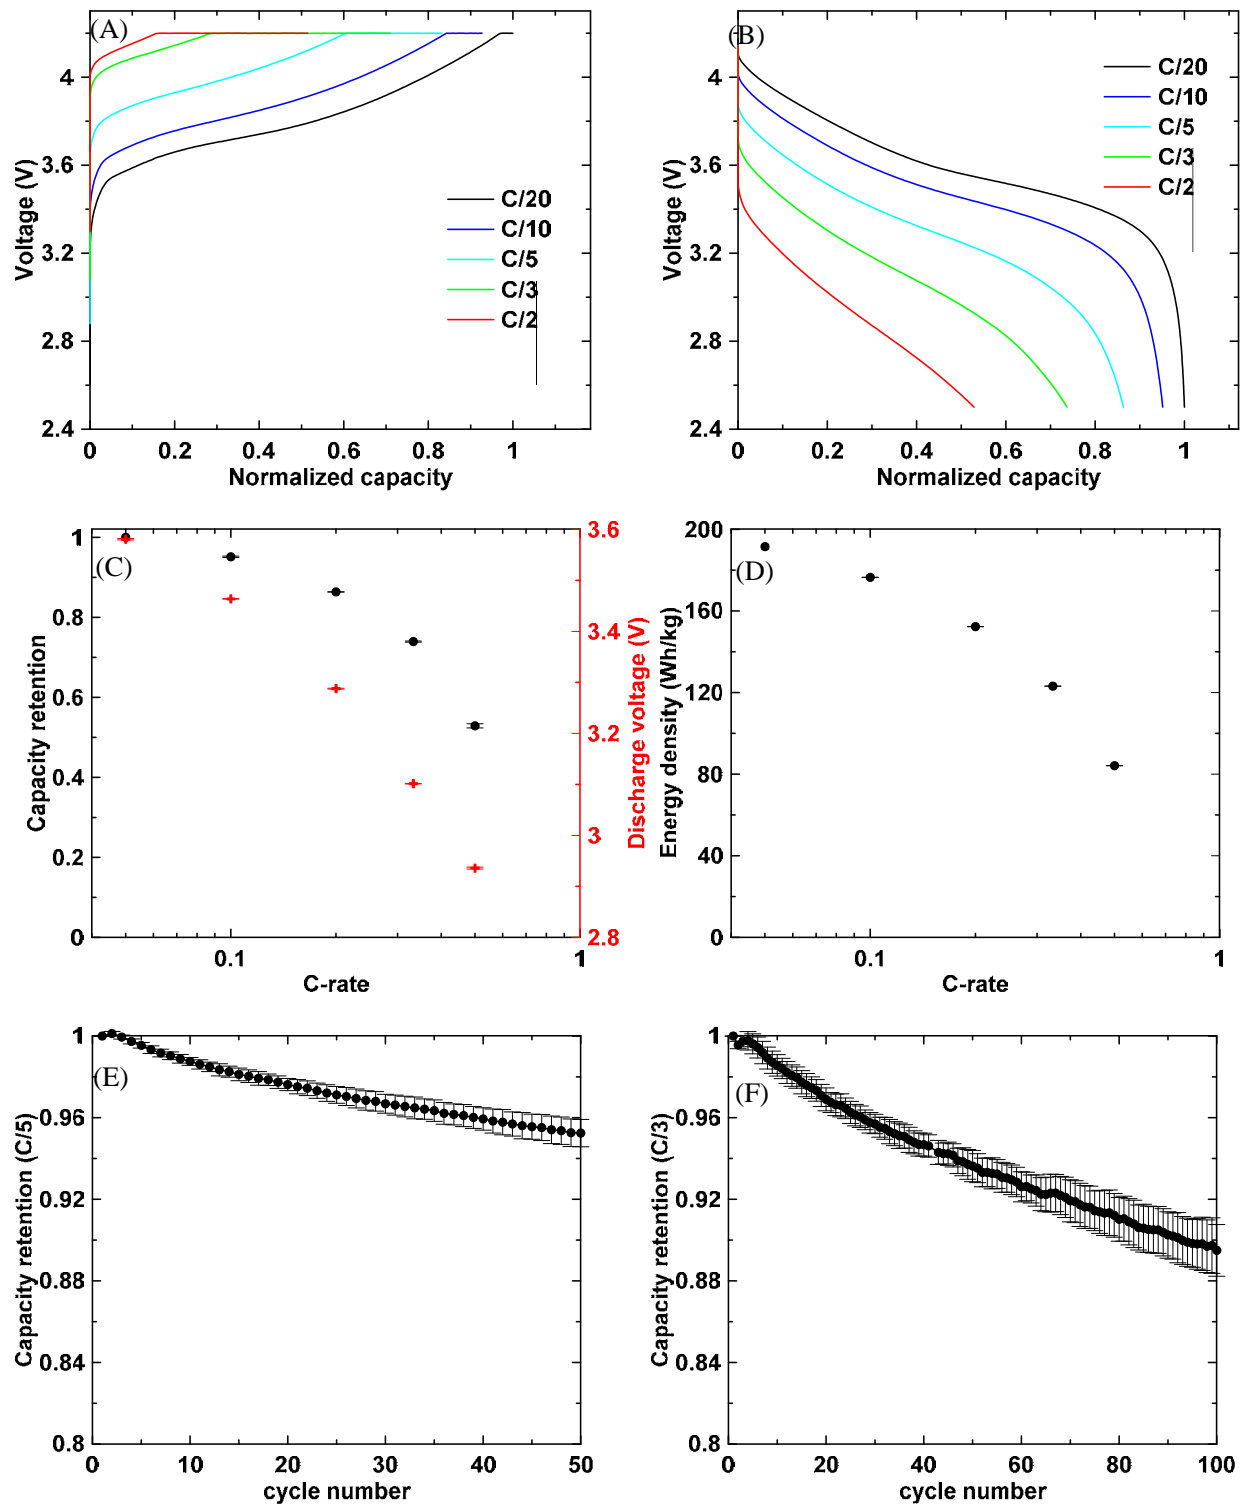 (A)
4
3.6
3.2
2.8
2.4
Voltage (V)
C/20
C/10
C/5
C/3
C/2
0 0.2 0.4 0.6 0.8 1
Normalized capacity
(B)
4
3.6
3.2
2.8
2.4
Voltage (V)
C/20
C/10
C/5
C/3
C/2
0 0.2 0.4 0.6 0.8 1
Normalized capacity
(C)
1
0.8
0.6
0.4
0.2
0
Capacity retention
3.6
3.4
3.2
3
2.8
Discharge voltage (V)
0.1 1
C-rate
(D)
200
160
120
80
40
0
Energy density (Wh/kg)
0.1 1
C-rate
(E)
1
0.96
0.92
0.88
0.84
0.8
Capacity retention (C/5)
0 10 20 30 40 50
cycle number
(F)
1
0.96
0.92
0.88
0.84
0.8
Capacity retention (C/3)
0 20 40 60 80 100
cycle number